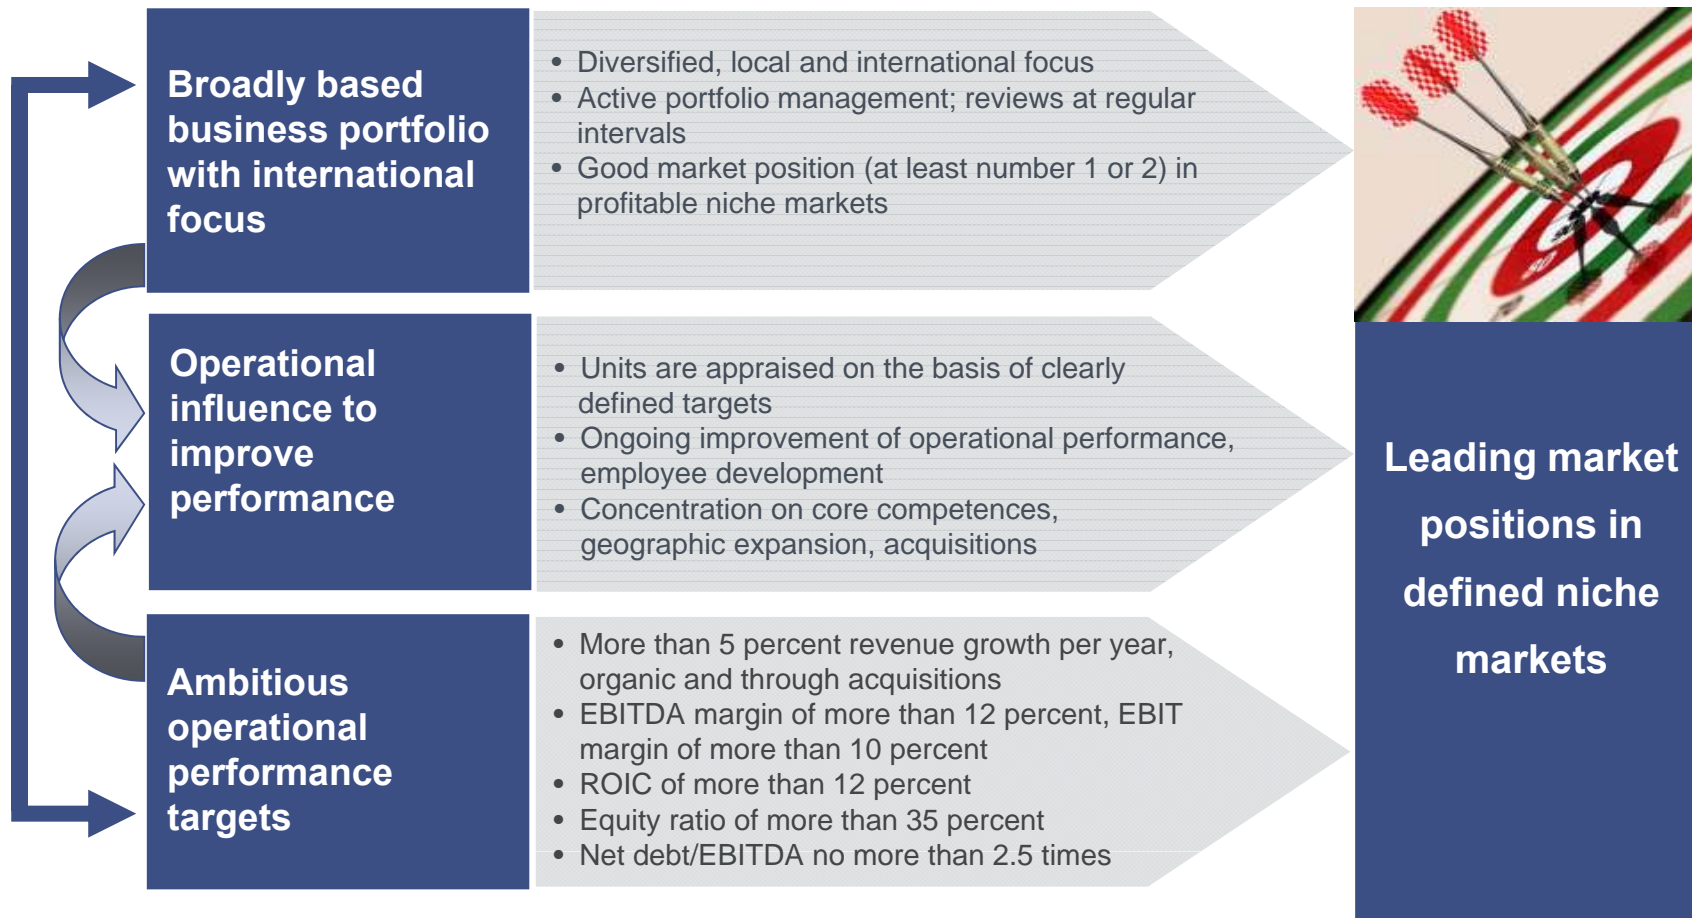 Broadly based
business portfolio
with international
focus
• Diversified, local and international focus
• Active portfolio management; reviews at regular
intervals
• Good market position (at least number 1 or 2) in
profitable niche markets
Operational
influence to
improve
performance
• Units are appraised on the basis of clearly
defined targets
• Ongoing improvement of operational performance,
employee development
• Concentration on core competences,
geographic expansion, acquisitions
Ambitious
operational
performance
targets
• More than 5 percent revenue growth per year,
organic and through acquisitions
• EBITDA margin of more than 12 percent, EBIT
margin of more than 10 percent
• ROIC of more than 12 percent
• Equity ratio of more than 35 percent
• Net debt/EBITDA no more than 2.5 times
Leading market
positions in
defined niche
markets